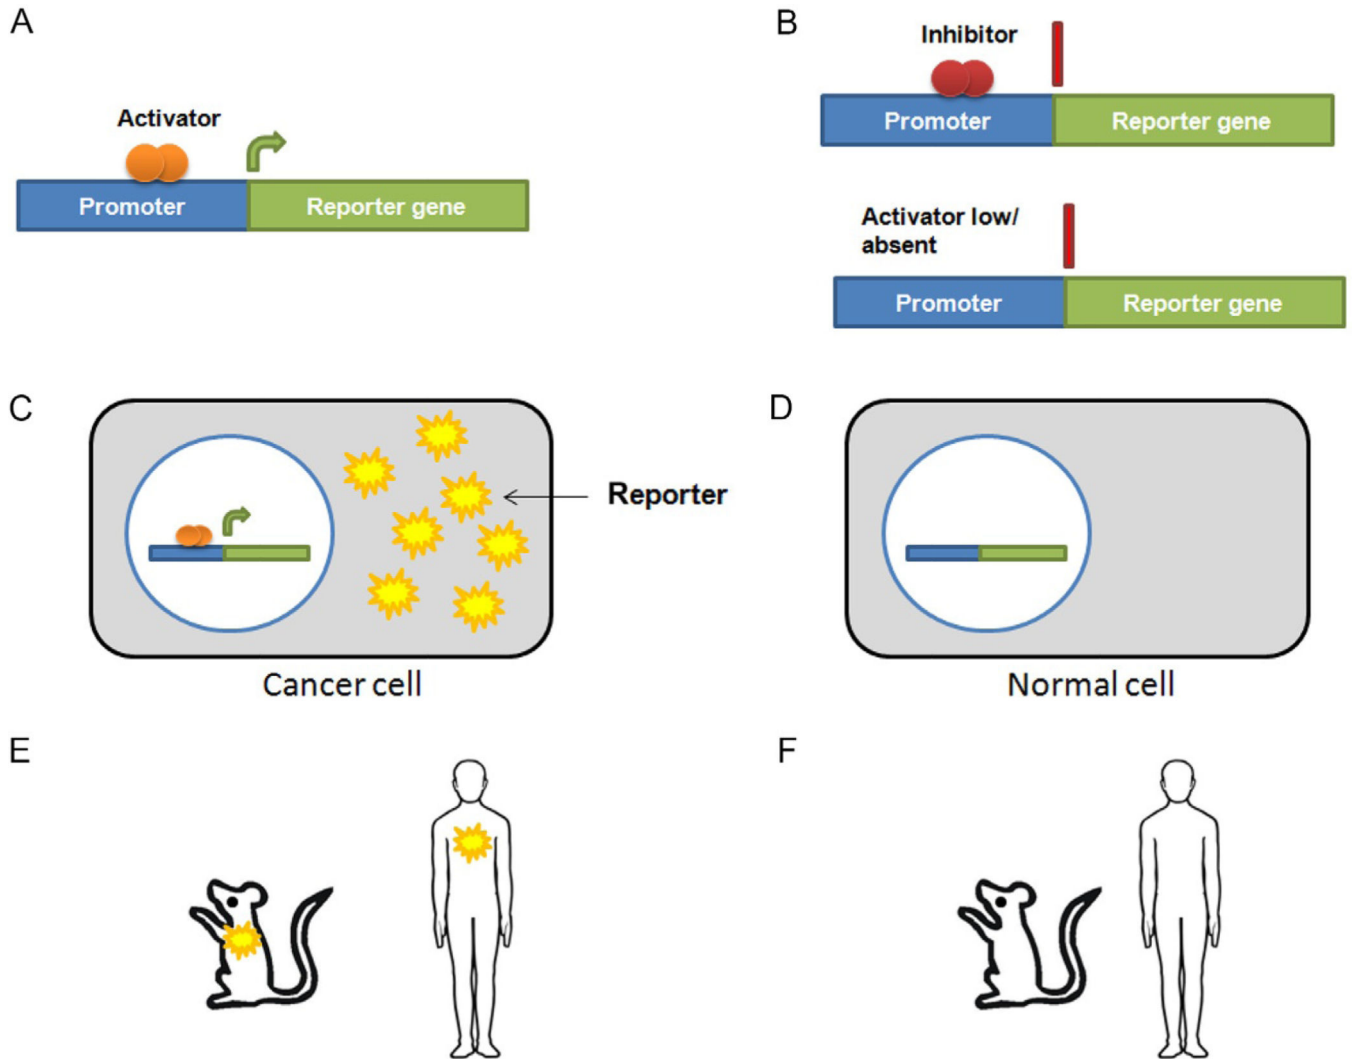 A
Activator
Promoter
Reporter gene
B
Inhibitor
Promoter
Reporter gene
Activator low/
absent
Promoter
Reporter gene
C
Reporter
Cancer cell
D
Normal cell
E
F